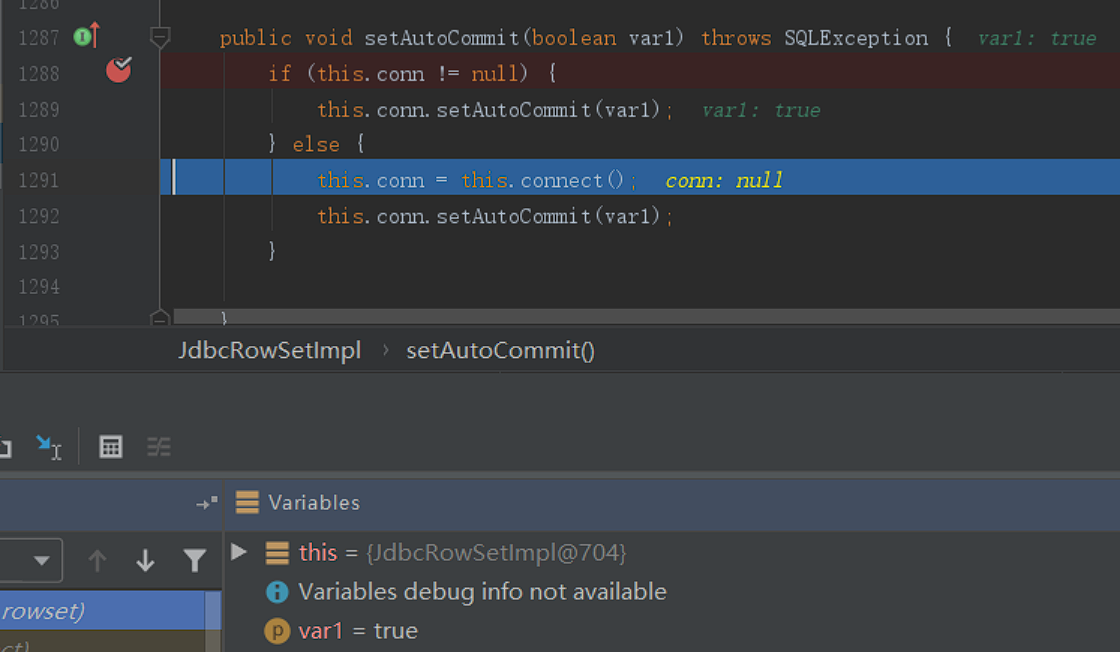 1286
1287 public void setAutoCommit(boolean var1) throws SQLException { var1: true
1288 if (this.conn != null) {
1289 this.conn.setAutoCommit(var1); var1: true
1290 } else {
1291 this.conn = this.connect(); conn: null
1292 this.conn.setAutoCommit(var1);
1293 }
1294
1295 }
JdbcRowSetImpl › setAutoCommit()
Variables
this = {JdbcRowSetImpl@704}
Variables debug info not available
rowset)
p var1 = true
ct)